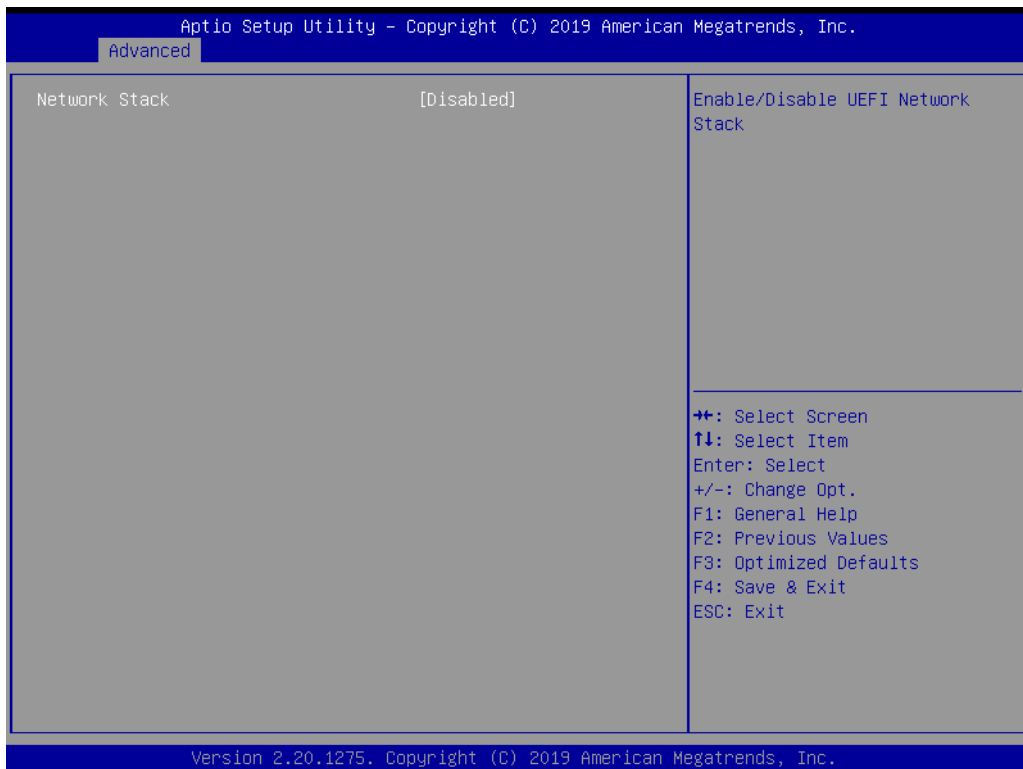 Aptio Setup Utility – Copyright (C) 2019 American Megatrends, Inc.
Advanced
Network Stack [Disabled]
Enable/Disable UEFI Network
Stack
→←: Select Screen
↑↓: Select Item
Enter: Select
+/-: Change Opt.
F1: General Help
F2: Previous Values
F3: Optimized Defaults
F4: Save & Exit
ESC: Exit
Version 2.20.1275. Copyright (C) 2019 American Megatrends, Inc.